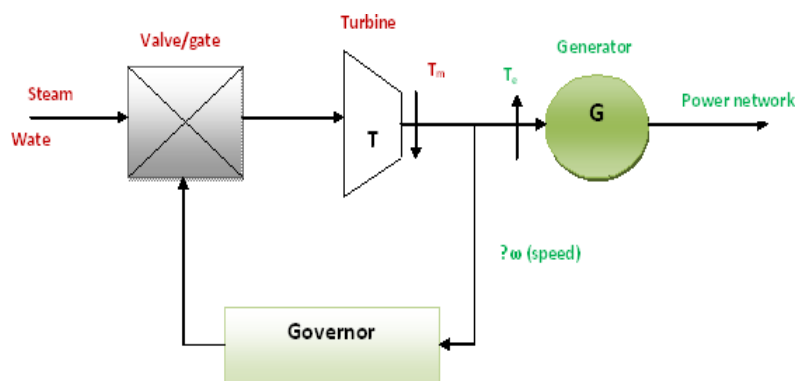 Turbine
Valve/gate
Generator
Steam
Tm
Te
Power network
Wate
T
G
?ω (speed)
Governor